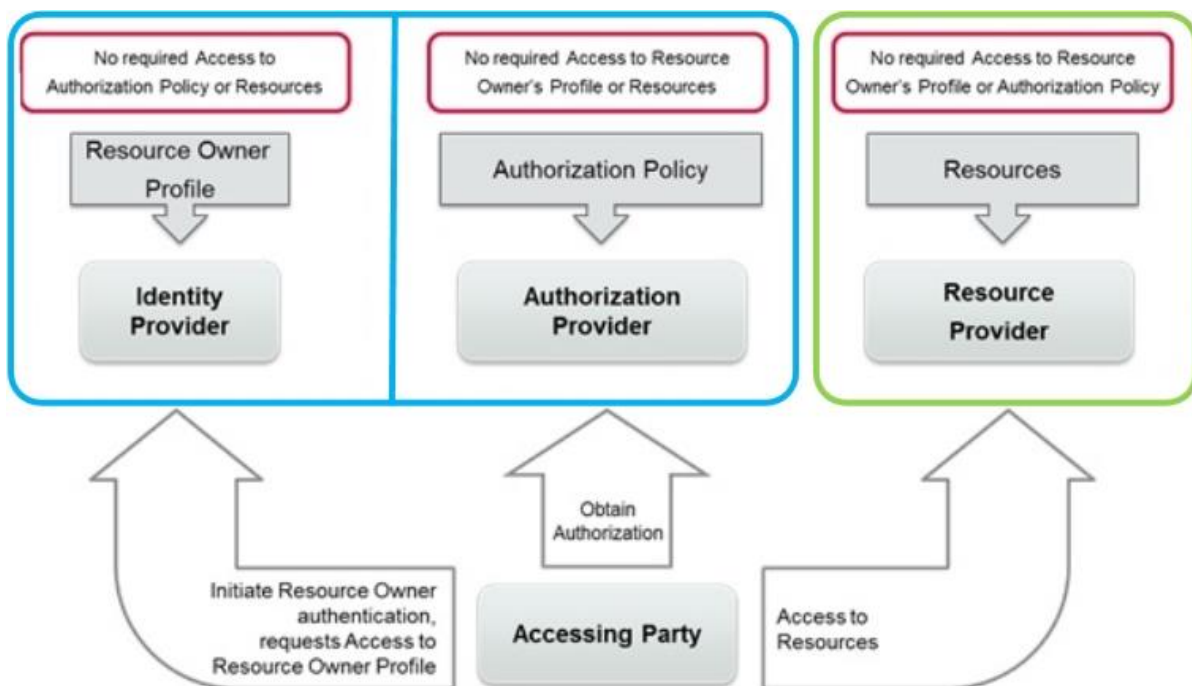 No required Access to
Authorization Policy or Resources
Resource Owner
Profile
Identity
Provider
No required Access to Resource
Owner's Profile or Resources
Authorization Policy
Authorization
Provider
No required Access to Resource
Owner's Profile or Authorization Policy
Resources
Resource
Provider
Initiate Resource Owner
authentication,
requests Access to
Resource Owner Profile
Obtain
Authorization
Accessing Party
Access to
Resources